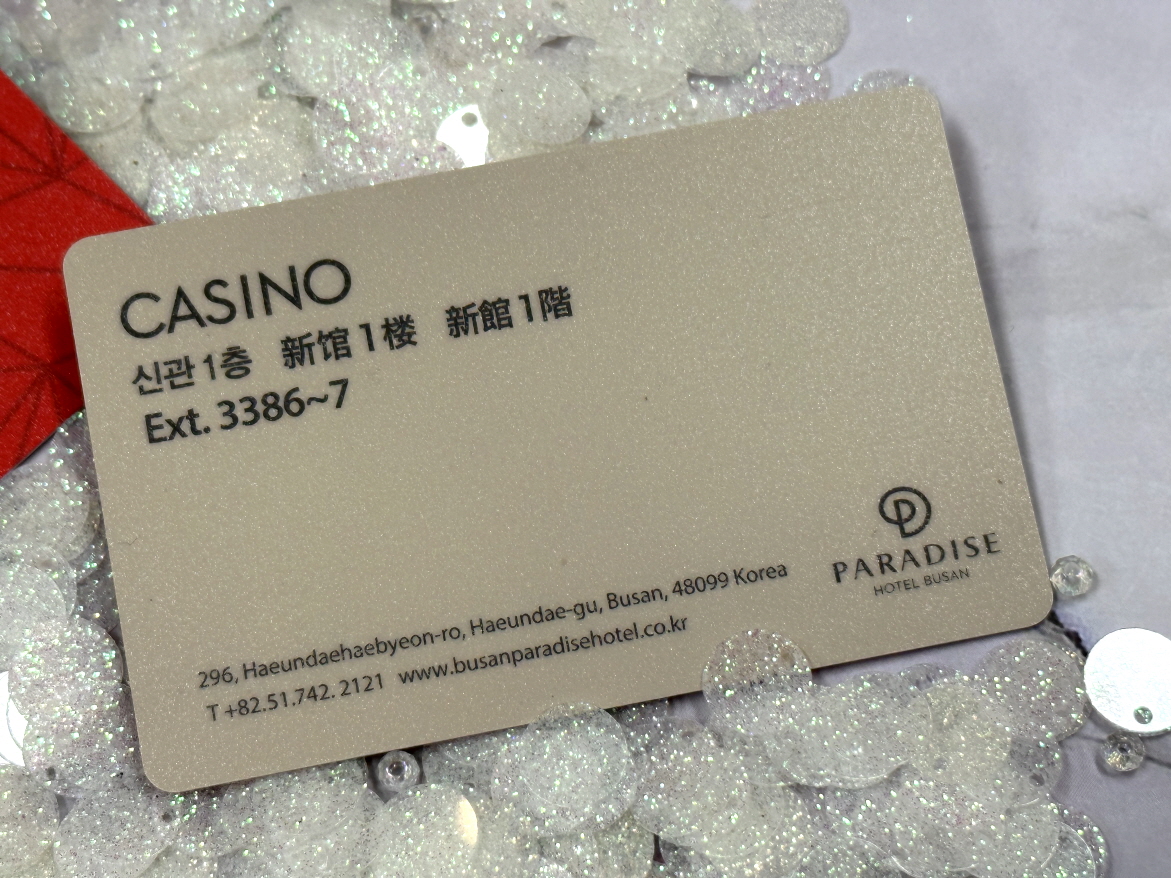 CASINO
신관 1층 新馆 1楼 新館 1階
Ext. 3386~7
PARADISE
HOTEL BUSAN
296, Haeundaehaebyeon-ro, Haeundae-gu, Busan, 48099 Korea
T +82.51.742. 2121 www.busanparadisehotel.co.kr